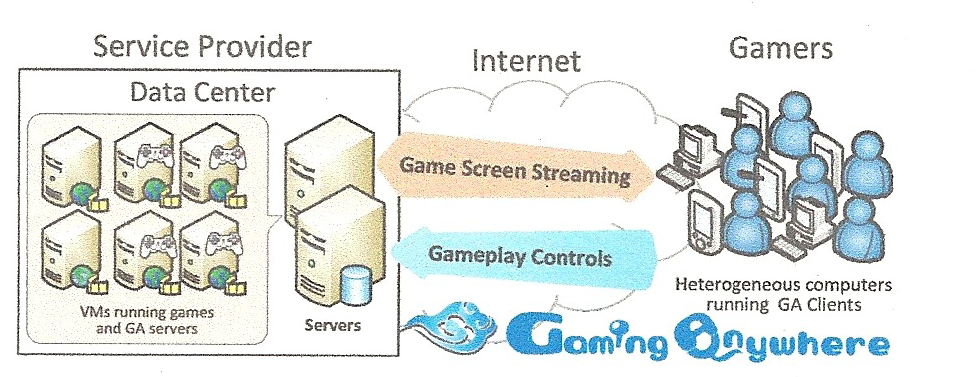 Service Provider
Internet
Gamers
Data Center
Game Screen Streaming
Gameplay Controls
VMs running games
and GA servers
Servers
Heterogeneous computers
running GA Clients
Gaming Anywhere